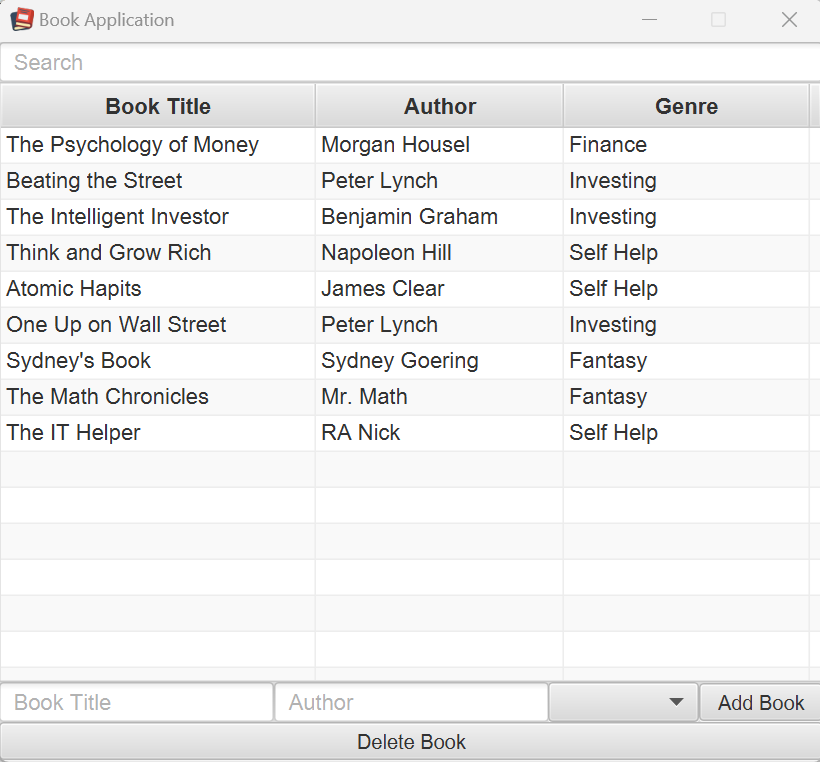 Book Application
Search
Book Title Author Genre
The Psychology of Money Morgan Housel Finance
Beating the Street Peter Lynch Investing
The Intelligent Investor Benjamin Graham Investing
Think and Grow Rich Napoleon Hill Self Help
Atomic Hapits James Clear Self Help
One Up on Wall Street Peter Lynch Investing
Sydney's Book Sydney Goering Fantasy
The Math Chronicles Mr. Math Fantasy
The IT Helper RA Nick Self Help
Book Title Author Add Book
Delete Book